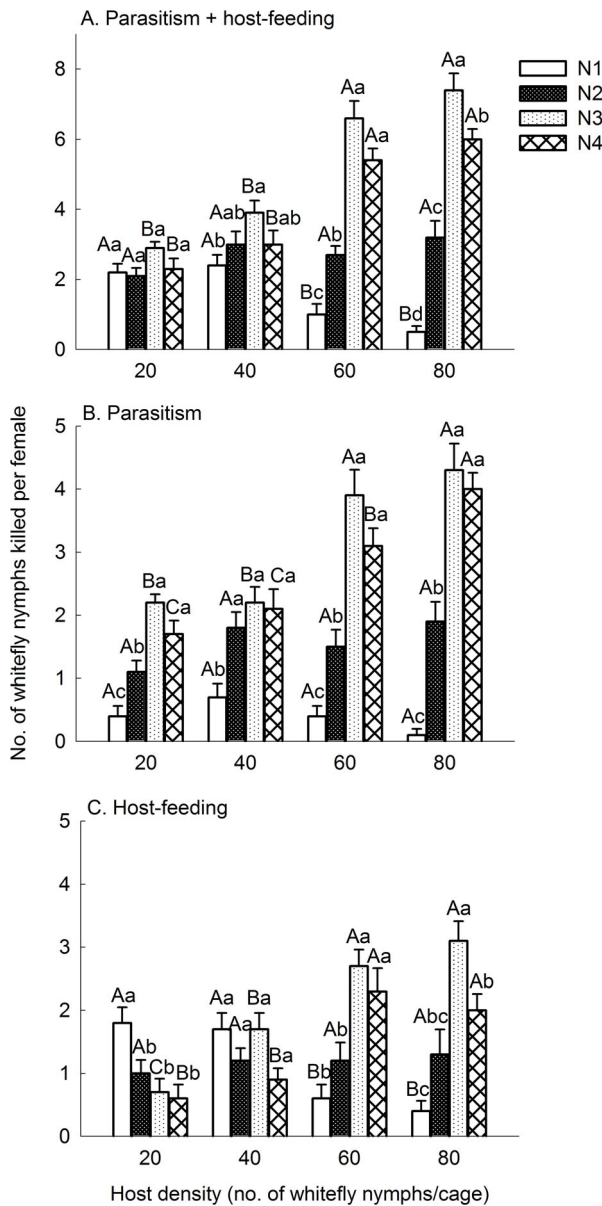 A. Parasitism + host-feeding
N1
N2
N3
N4
8
6
4
2
0
Aa Aa Ba Ba
Ab Aab Ba Bab
Bc Ab Aa Aa
Bd Ac Aa Ab
20 40 60 80
No. of whitefly nymphs killed per female
B. Parasitism
5
4
3
2
1
0
Ac Ab Ba Ca
Ab Aa Ba Ca
Ac Ab Aa Ba
Ac Ab Aa Aa
20 40 60 80
C. Host-feeding
5
4
3
2
1
0
Aa Ab Cb Bb
Aa Aa Ba Ba
Bb Ab Aa Aa
Bc Abc Aa Ab
20 40 60 80
Host density (no. of whitefly nymphs/cage)